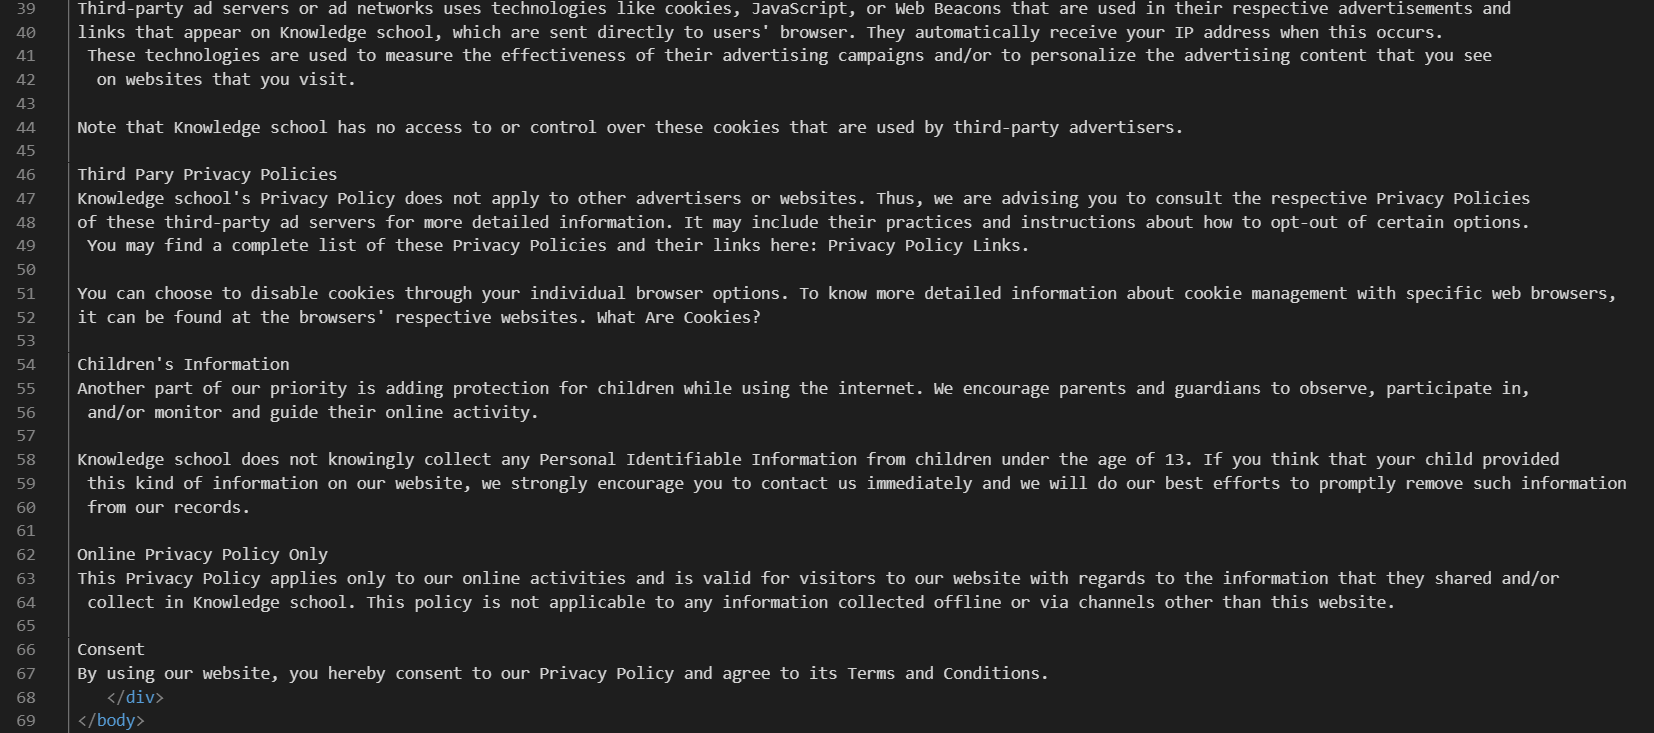 39 Third-party ad servers or ad networks uses technologies like cookies, JavaScript, or Web Beacons that are used in their respective advertisements and
40 links that appear on Knowledge school, which are sent directly to users' browser. They automatically receive your IP address when this occurs.
41 These technologies are used to measure the effectiveness of their advertising campaigns and/or to personalize the advertising content that you see
42 on websites that you visit.
43
44 Note that Knowledge school has no access to or control over these cookies that are used by third-party advertisers.
45
46 Third Pary Privacy Policies
47 Knowledge school's Privacy Policy does not apply to other advertisers or websites. Thus, we are advising you to consult the respective Privacy Policies
48 of these third-party ad servers for more detailed information. It may include their practices and instructions about how to opt-out of certain options.
49 You may find a complete list of these Privacy Policies and their links here: Privacy Policy Links.
50
51 You can choose to disable cookies through your individual browser options. To know more detailed information about cookie management with specific web browsers,
52 it can be found at the browsers' respective websites. What Are Cookies?
53
54 Children's Information
55 Another part of our priority is adding protection for children while using the internet. We encourage parents and guardians to observe, participate in,
56 and/or monitor and guide their online activity.
57
58 Knowledge school does not knowingly collect any Personal Identifiable Information from children under the age of 13. If you think that your child provided
59 this kind of information on our website, we strongly encourage you to contact us immediately and we will do our best efforts to promptly remove such information
60 from our records.
61
62 Online Privacy Policy Only
63 This Privacy Policy applies only to our online activities and is valid for visitors to our website with regards to the information that they shared and/or
64 collect in Knowledge school. This policy is not applicable to any information collected offline or via channels other than this website.
65
66 Consent
67 By using our website, you hereby consent to our Privacy Policy and agree to its Terms and Conditions.
68 </div>
69 </body>